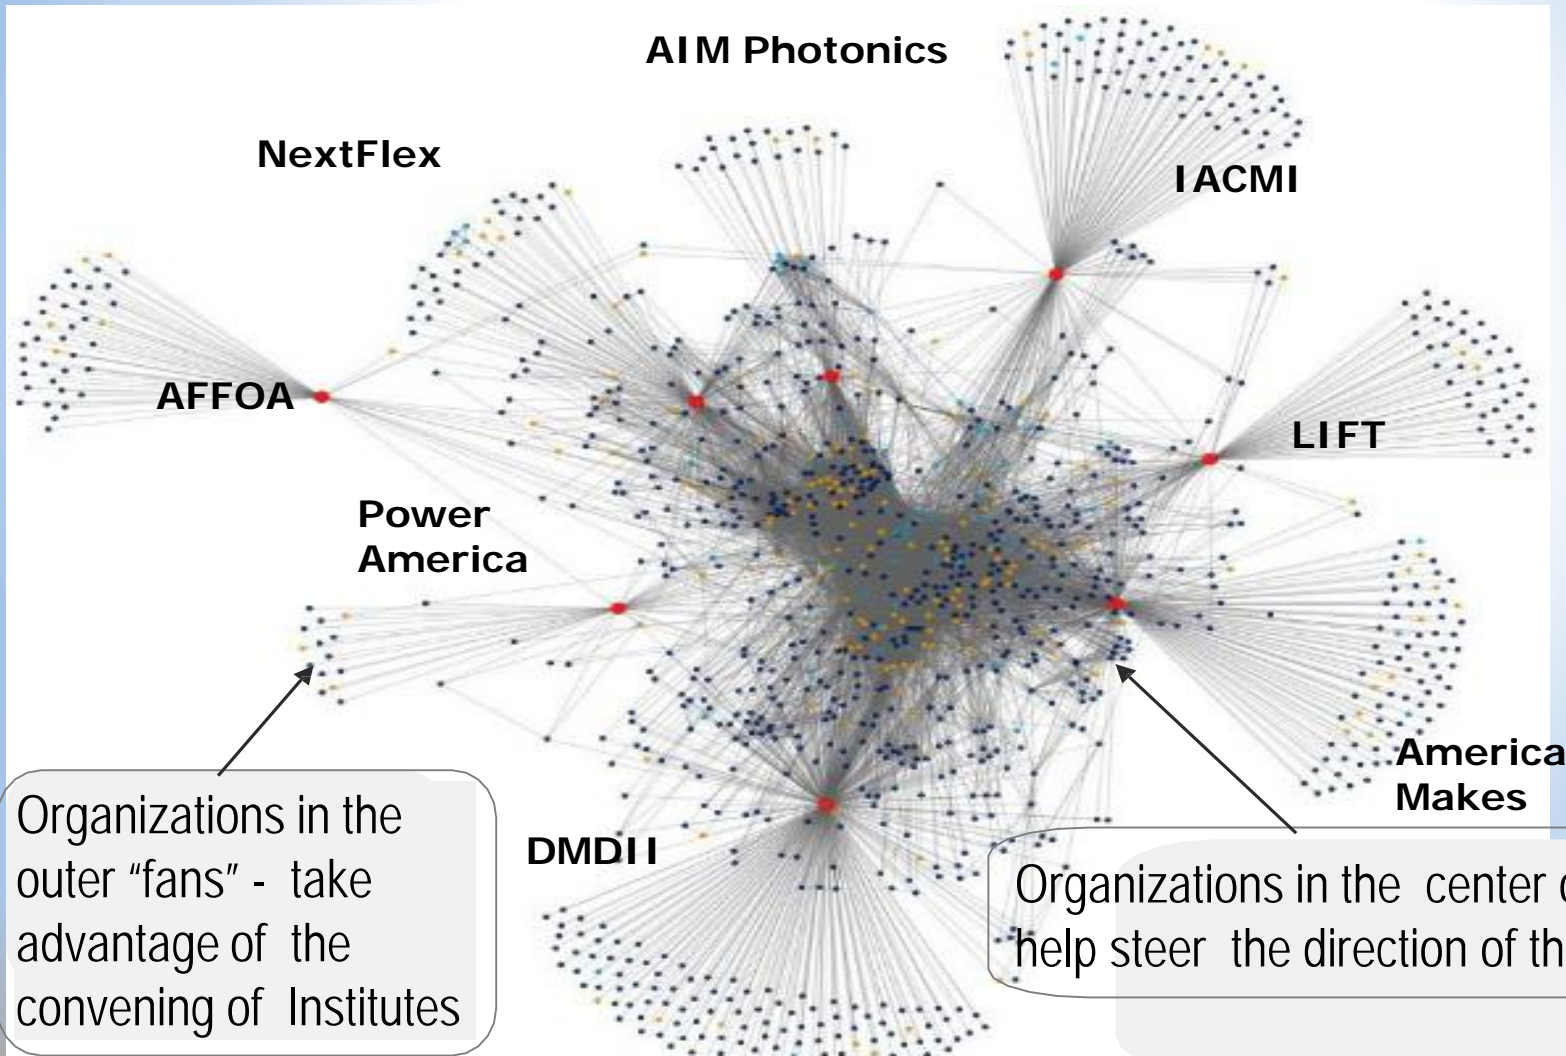 AIM Photonics
NextFlex
IACMI
AFFOA
LIFT
Power
America
America
Makes
DMDII
Organizations in the
outer “fans” - take
advantage of the
convening of Institutes
Organizations in the center
help steer the direction of